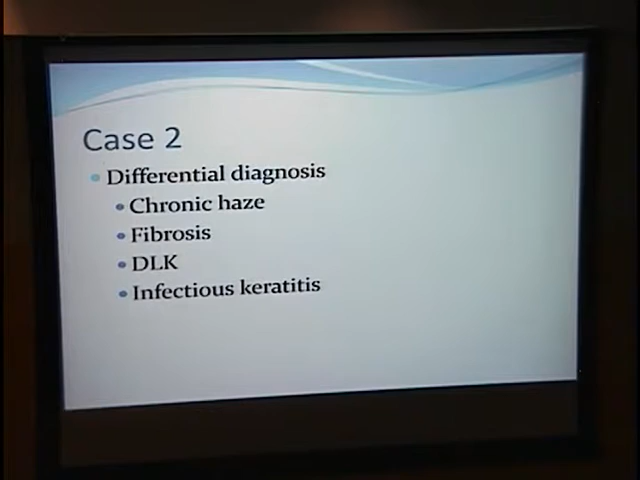 Case 2
Differential diagnosis
Chronic haze
Fibrosis
DLK
Infectious keratitis